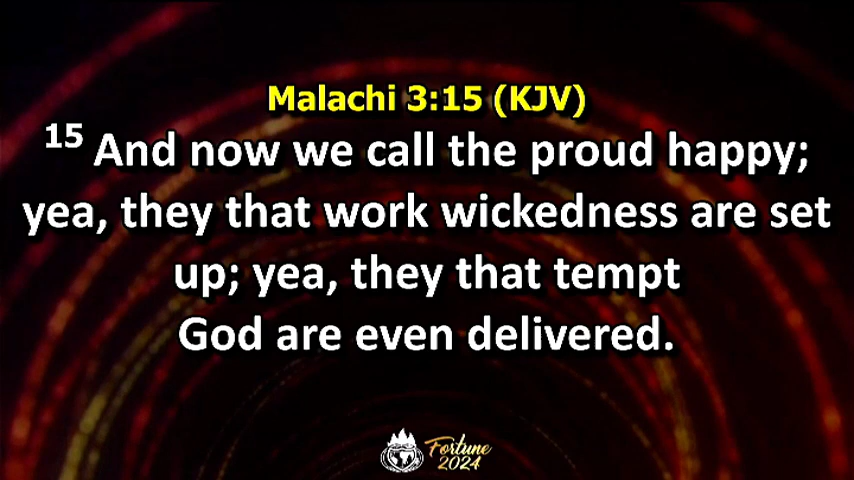 Malachi 3:15 (KJV)
15 And now we call the proud happy;
yea, they that work wickedness are set
up; yea, they that tempt
God are even delivered.
Fortune
2024